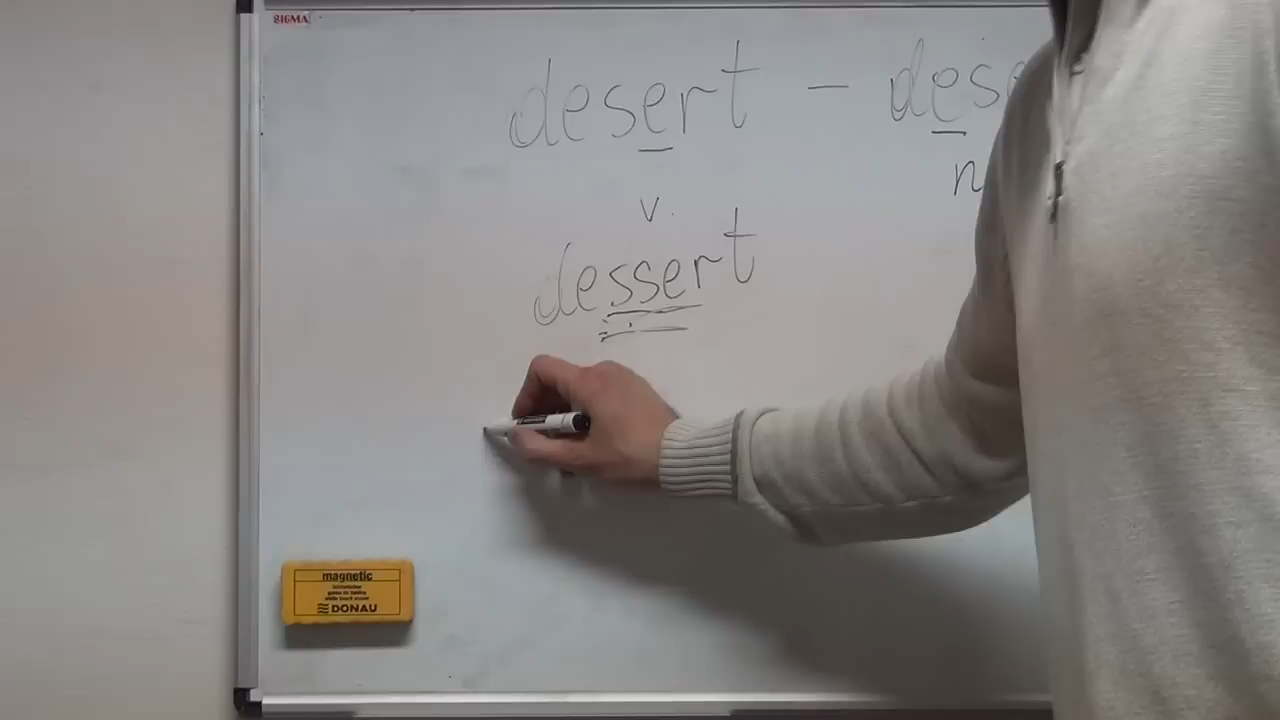 SIGMA
desert – dese
n
v.
dessert
magnetic
DONAU